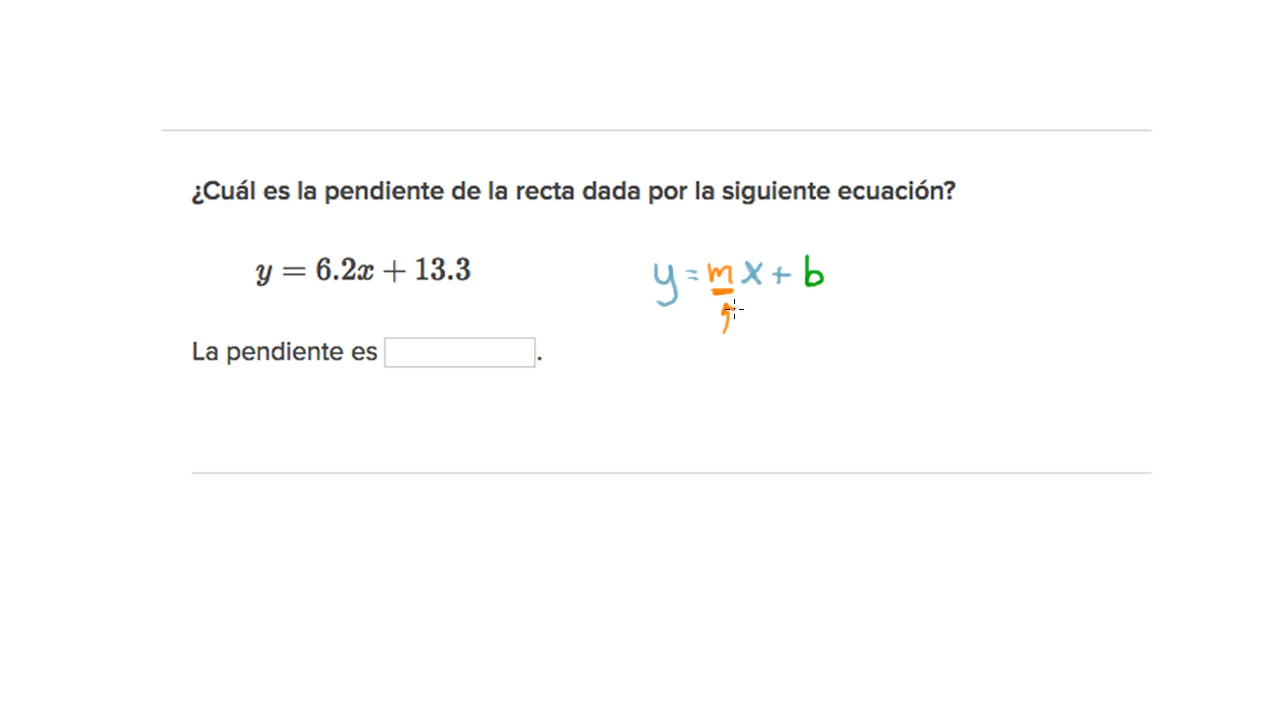 ¿Cuál es la pendiente de la recta dada por la siguiente ecuación?
y = 6.2x + 13.3 y = mx + b
La pendiente es .